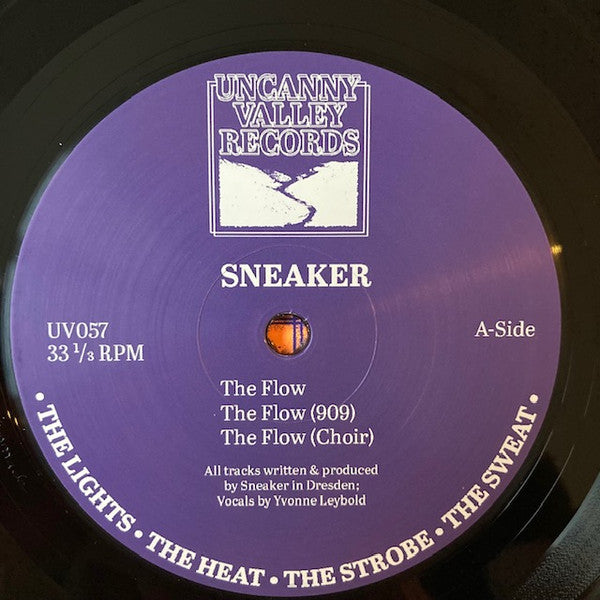 UNCANNY
VALLEY
RECORDS
SNEAKER
UV057
33 1/3 RPM
A-Side
The Flow
The Flow (909)
The Flow (Choir)
All tracks written & produced
by Sneaker in Dresden;
Vocals by Yvonne Leybold
• THE LIGHTS • THE HEAT • THE STROBE • THE SWEAT •